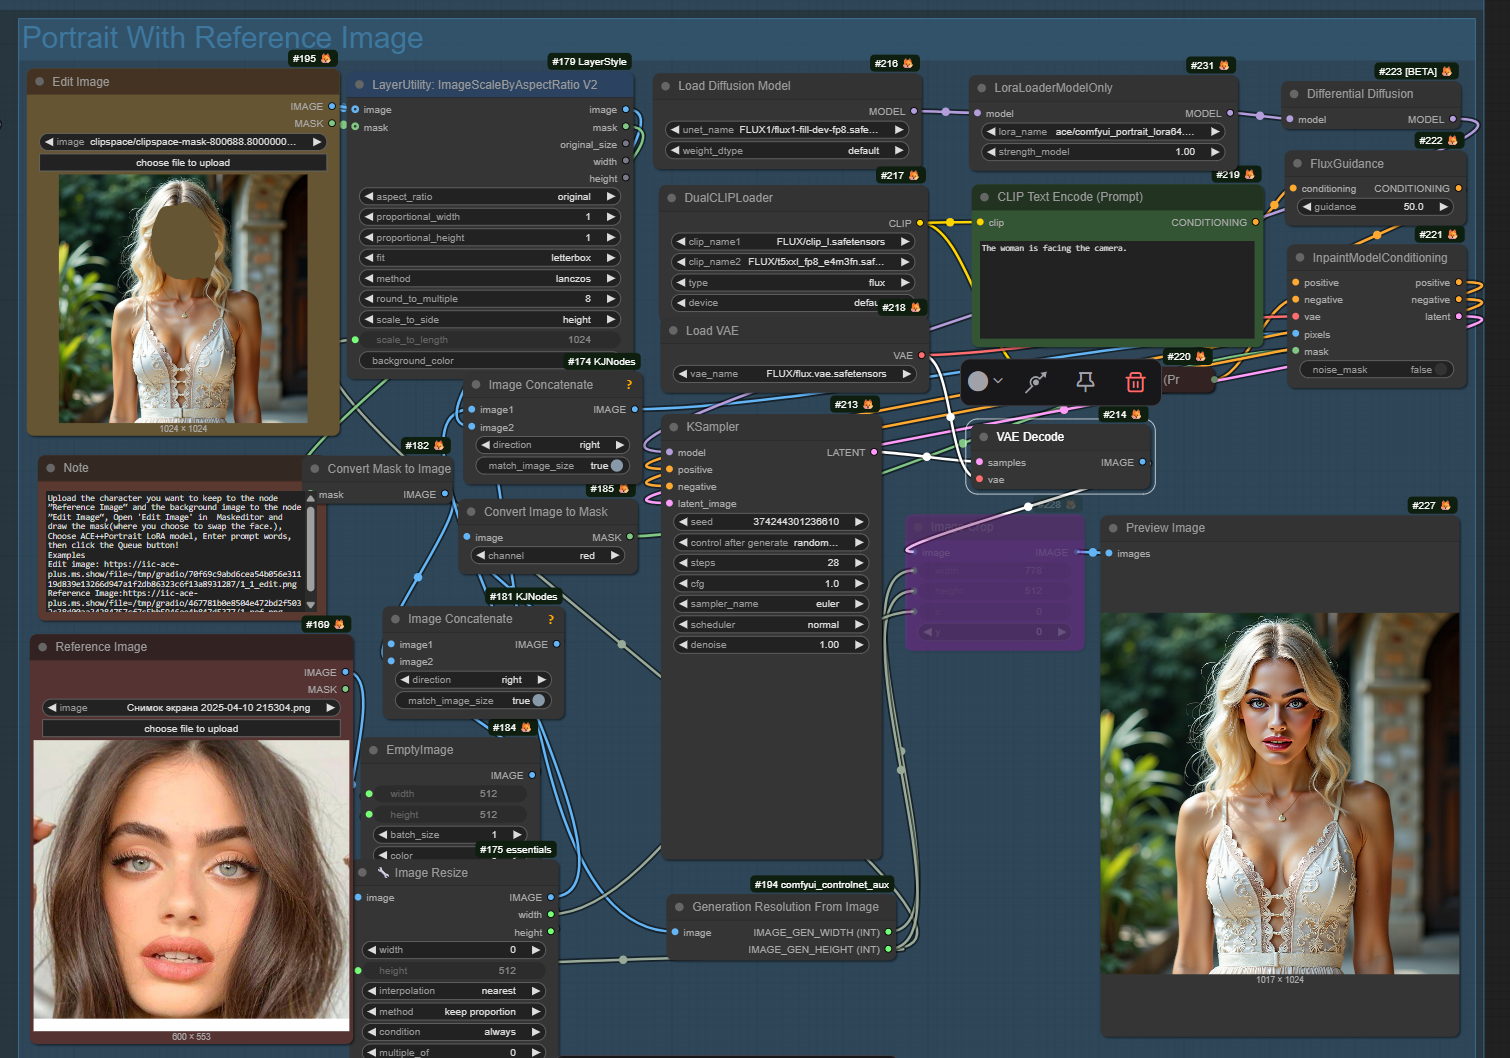 Portrait With Reference Image
#195
Edit Image
IMAGE
MASK
image clipspace/clipspace-mask-800688.8000000...
choose file to upload
1024 × 1024
#179 LayerStyle
LayerUtility: ImageScaleByAspectRatio V2
image image
mask mask
original_size
width
height
aspect_ratio original
proportional_width 1
proportional_height 1
fit letterbox
method lanczos
round_to_multiple 8
scale_to_side height
scale_to_length 1024
background_color
#216
Load Diffusion Model
MODEL
unet_name FLUX1/flux1-fill-dev-fp8.safe...
weight_dtype default
#231
LoraLoaderModelOnly
model MODEL
lora_name ace/comfyui_portrait_lora64....
strength_model 1.00
#223 [BETA]
Differential Diffusion
model MODEL
#222
FluxGuidance
conditioning CONDITIONING
guidance 50.0
#217
DualCLIPLoader
CLIP
clip_name1 FLUX/clip_l.safetensors
clip_name2 FLUX/t5xxl_fp8_e4m3fn.saf...
type flux
device defau
#219
CLIP Text Encode (Prompt)
clip CONDITIONING
The woman is facing the camera.
#221
InpaintModelConditioning
positive positive
negative negative
vae latent
pixels
mask
noise_mask false
#218
Load VAE
VAE
vae_name FLUX/flux.vae.safetensors
#220
(Pr
#174 KJNodes
Image Concatenate ?
image1 IMAGE
image2
direction right
match_image_size true
#213
KSampler
model LATENT
positive
negative
latent_image
seed 374244301236610
control after generate random...
steps 28
cfg 1.0
sampler_name euler
scheduler normal
denoise 1.00
#214
VAE Decode
samples IMAGE
vae
#182
Convert Mask to Image
mask IMAGE
Note
Upload the character you want to keep to the node
"Reference Image" and the background image to the node
"Edit Image", Open 'Edit Image' in Maskeditor and
draw the mask(where you choose to swap the face.),
Choose ACE++Portrait LoRA model, Enter prompt words,
then click the Queue button!
Examples
Edit image: https://iic-ace-
plus.ms.show/file=/tmp/gradio/70f69c9abd6cea54b056e311
19d839e13266d947a1f2db86323c6f13a8931287/1_1_edit.png
Reference Image:https://iic-ace-
plus.ms.show/file=/tmp/gradio/467781b0e8504e472bd2f503
#185
Convert Image to Mask
image MASK
channel red
#228
Image Crop
image IMAGE
width 778
height 512
0
y 0
#227
Preview Image
images
1017 × 1024
#181 KJNodes
Image Concatenate ?
image1 IMAGE
image2
direction right
match_image_size true
#169
Reference Image
IMAGE
MASK
image Снимок экрана 2025-04-10 215304.png
choose file to upload
600 × 553
#184
EmptyImage
IMAGE
width 512
height 512
batch_size 1
color
#175 essentials
Image Resize
image IMAGE
width
height
width 0
height 512
interpolation nearest
method keep proportion
condition always
multiple_of 0
#194 comfyui_controlnet_aux
Generation Resolution From Image
image IMAGE_GEN_WIDTH (INT)
IMAGE_GEN_HEIGHT (INT)